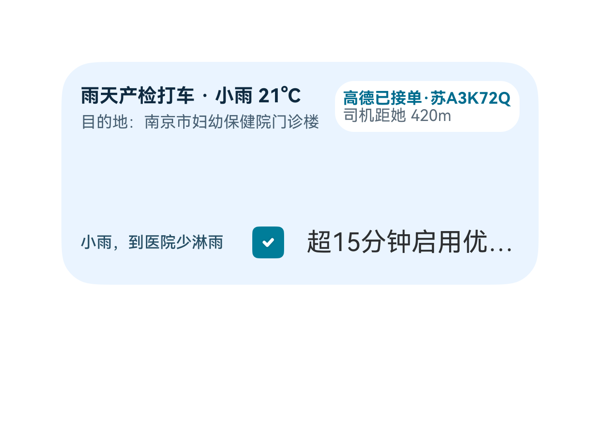 雨天产检打车 · 小雨 21℃
目的地：南京市妇幼保健院门诊楼
高德已接单·苏A3K72Q
司机距她 420m
小雨，到医院少淋雨
超15分钟启用优…